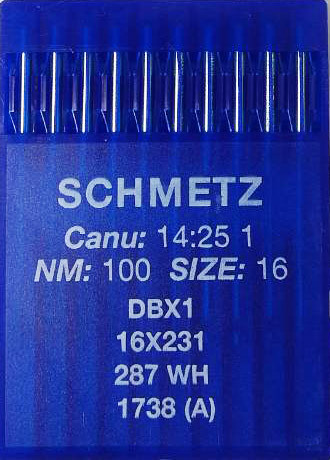 SCHMETZ
Canu: 14:25 1
NM: 100 SIZE: 16
DBX1
16X231
287 WH
1738 (A)